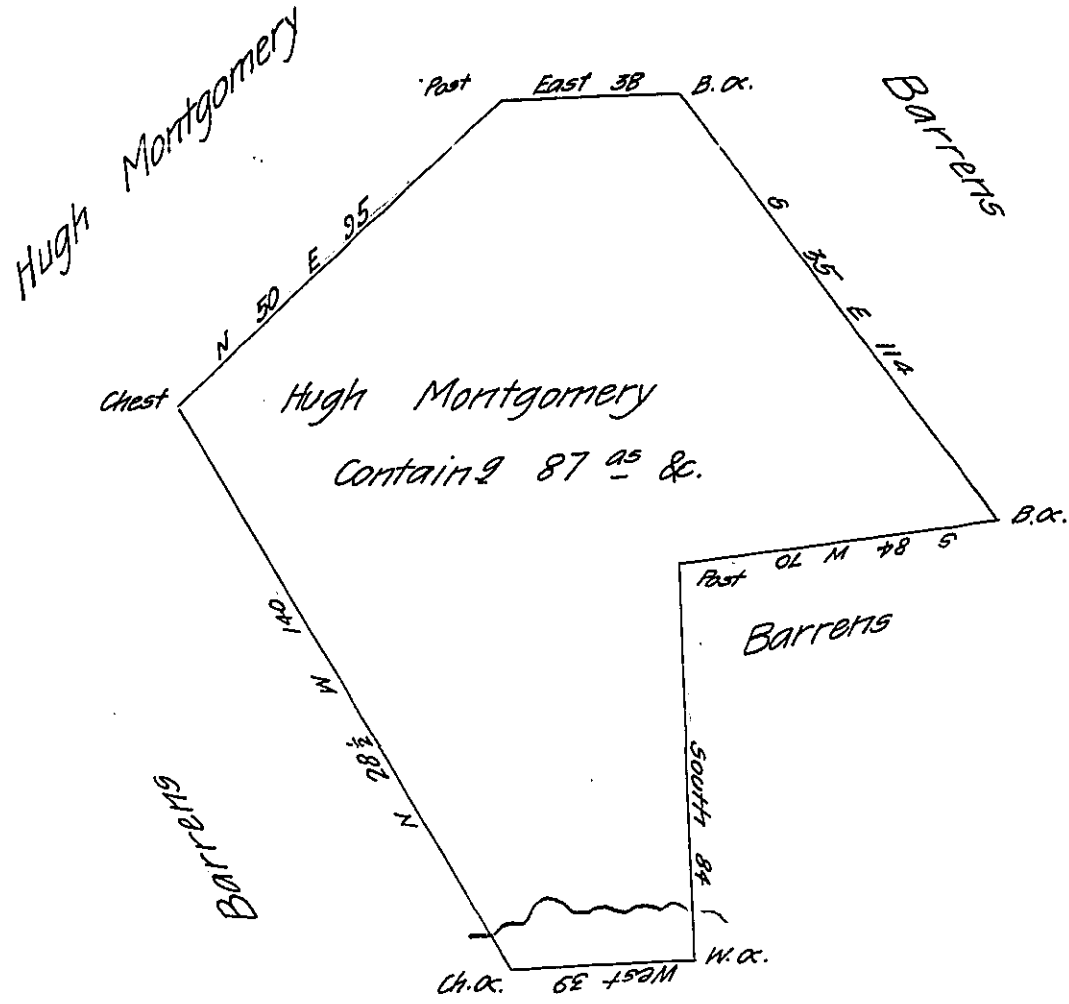 Hugh Montgomery
Post
East 38
B.O.
Barrens
N 50 E 95
S 35 E 114
Chest
Hugh Montgomery
Containg 87 as &c.
B.O.
S 84 W 70
Post
Barrens
N 28½ W 140
South 84
Barrens
W.O.
Ch.O.
West 39